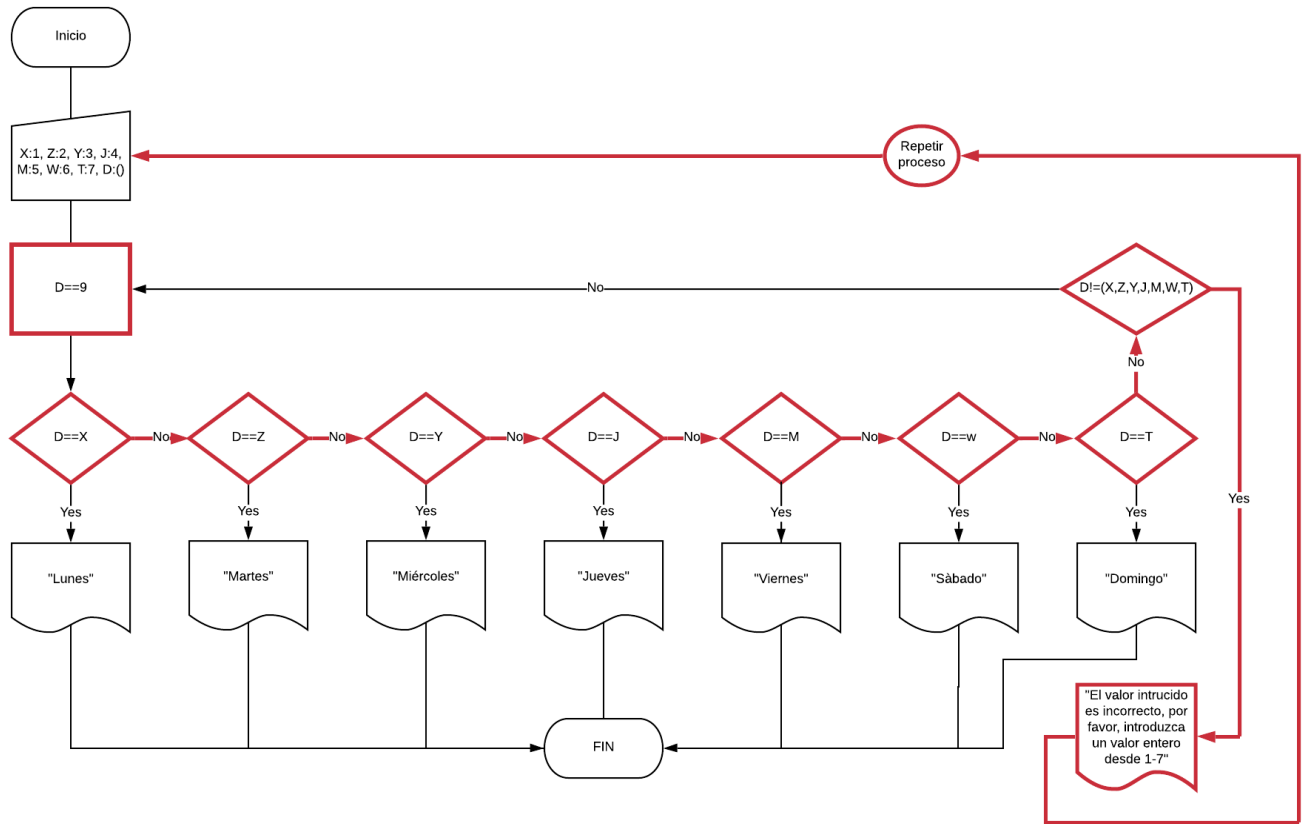 Inicio
X:1, Z:2, Y:3, J:4,
M:5, W:6, T:7, D:()
Repetir
proceso
D==9
No
D!=(X,Z,Y,J,M,W,T)
No
D==X
No
D==Z
No
D==Y
No
D==J
No
D==M
No
D==w
No
D==T
Yes
Yes
Yes
Yes
Yes
Yes
Yes
Yes
"Lunes"
"Martes"
"Miércoles"
"Jueves"
"Viernes"
"Sàbado"
"Domingo"
"El valor intrucido
es incorrecto, por
favor, introduzca
un valor entero
desde 1-7"
FIN